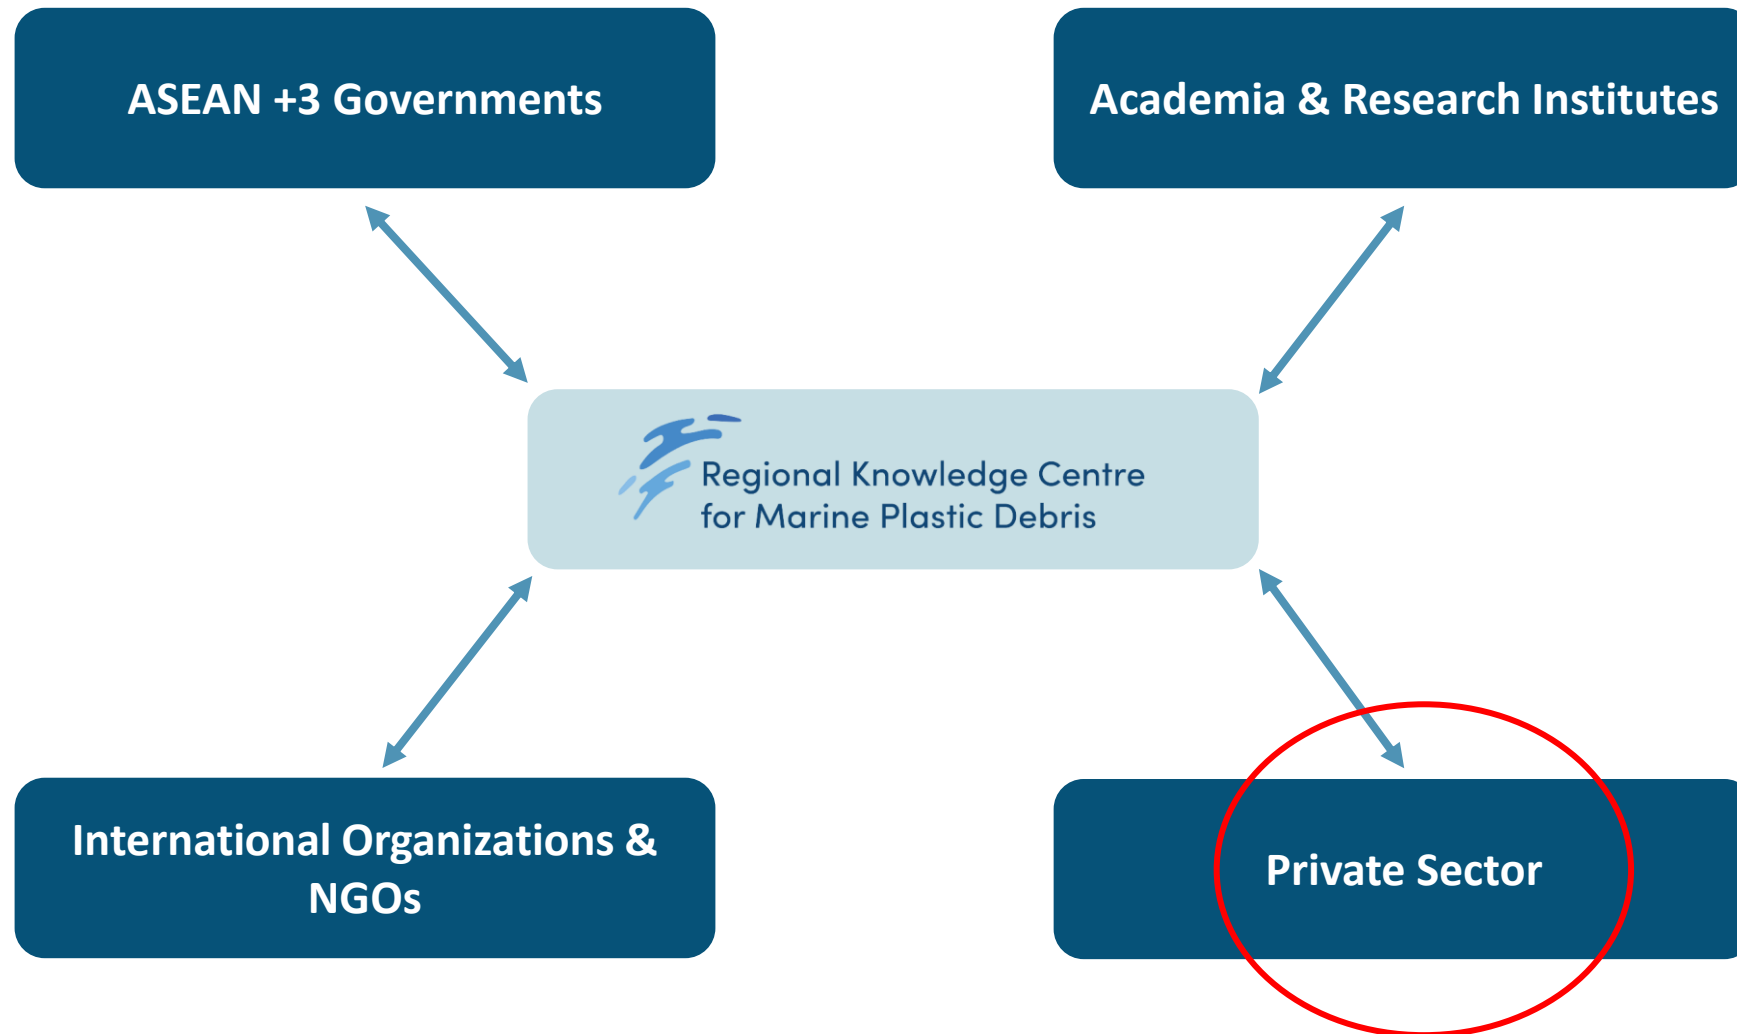 ASEAN +3 Governments
Academia & Research Institutes
Regional Knowledge Centre
for Marine Plastic Debris
International Organizations &
NGOs
Private Sector